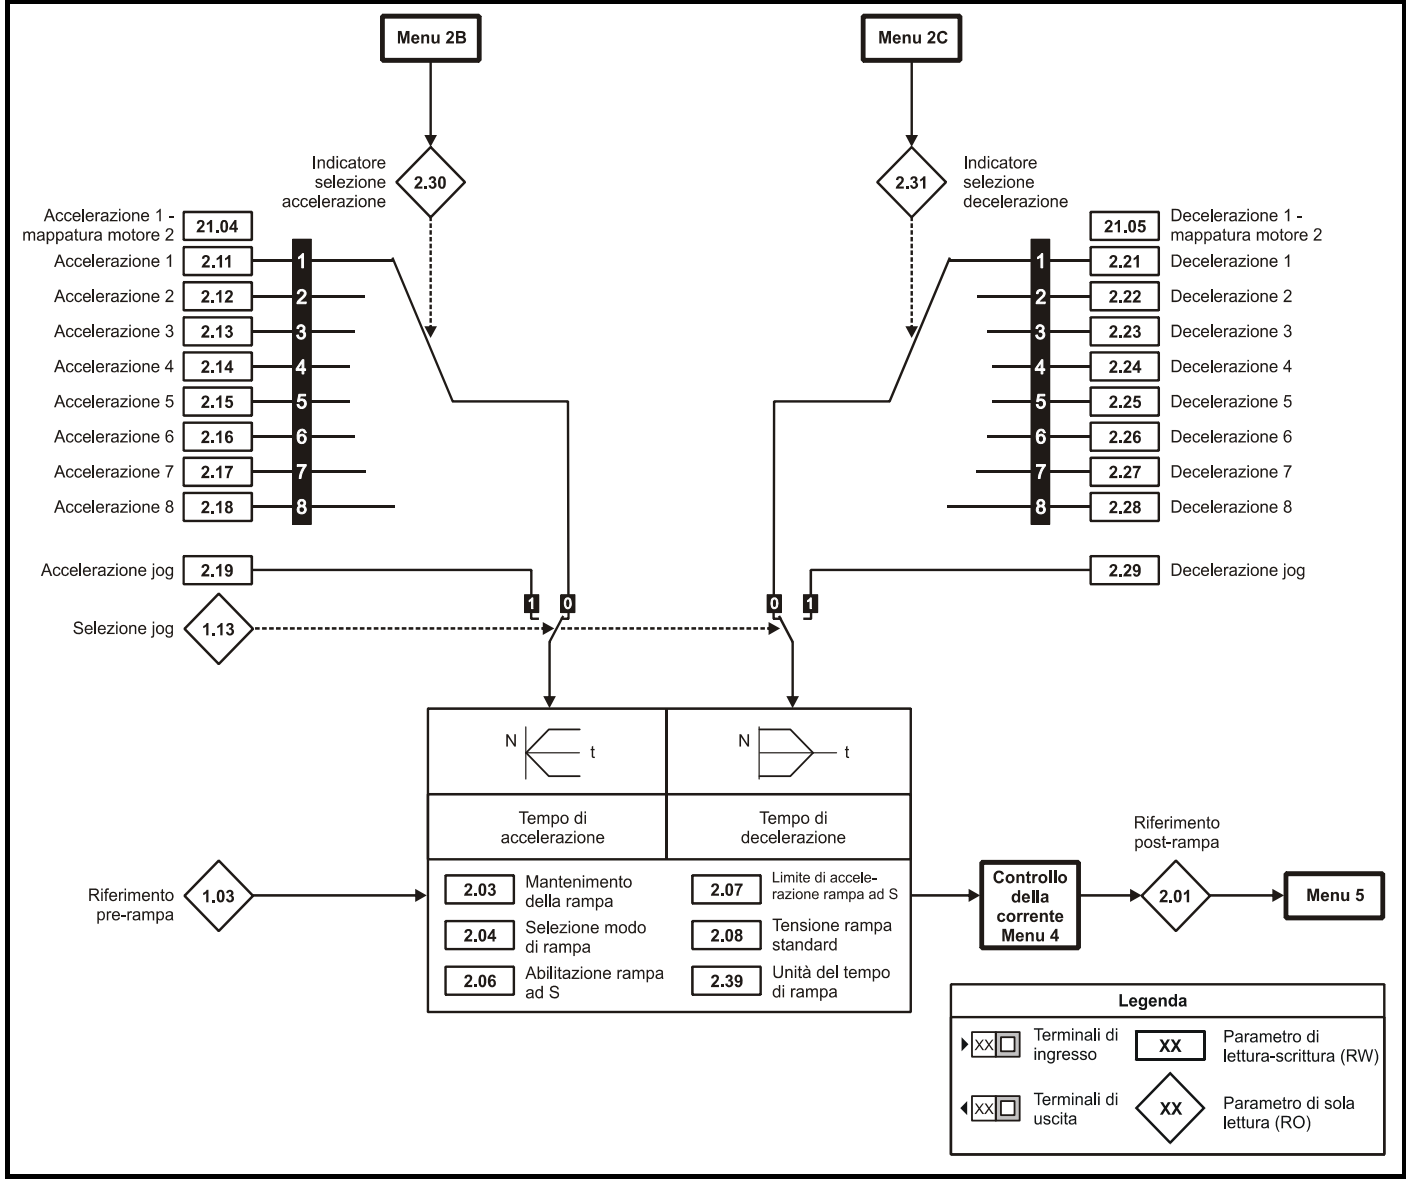 Menu 2B
Menu 2C
Indicatore
selezione
accelerazione
2.30
2.31
Indicatore
selezione
decelerazione
Accelerazione 1 -
mappatura motore 2
21.04
Accelerazione 1
2.11
1
Accelerazione 2
2.12
2
Accelerazione 3
2.13
3
Accelerazione 4
2.14
4
Accelerazione 5
2.15
5
Accelerazione 6
2.16
6
Accelerazione 7
2.17
7
Accelerazione 8
2.18
8
21.05
Decelerazione 1 -
mappatura motore 2
1
2.21
Decelerazione 1
2
2.22
Decelerazione 2
3
2.23
Decelerazione 3
4
2.24
Decelerazione 4
5
2.25
Decelerazione 5
6
2.26
Decelerazione 6
7
2.27
Decelerazione 7
8
2.28
Decelerazione 8
Accelerazione jog
2.19
2.29
Decelerazione jog
1
0
0
1
Selezione jog
1.13
N
t
N
t
Tempo di
accelerazione
Tempo di
decelerazione
Riferimento
pre-rampa
1.03
2.03
Mantenimento
della rampa
2.04
Selezione modo
di rampa
2.06
Abilitazione rampa
ad S
2.07
Limite di accele-
razione rampa ad S
2.08
Tensione rampa
standard
2.39
Unità del tempo
di rampa
Controllo
della
corrente
Menu 4
Riferimento
post-rampa
2.01
Menu 5
Legenda
XX
Terminali di
ingresso
XX
Parametro di
lettura-scrittura (RW)
XX
Terminali di
uscita
XX
Parametro di sola
lettura (RO)